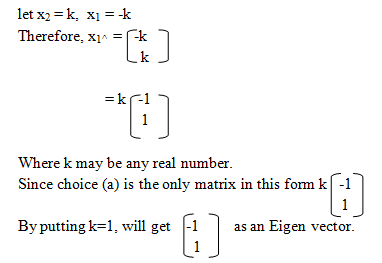 let x₂ = k, x₁ = -k
Therefore, x₁^ = [-k
k]
= k [-1
1]
Where k may be any real number.
Since choice (a) is the only matrix in this form k [-1
1]
By putting k=1, will get [-1
1] as an Eigen vector.